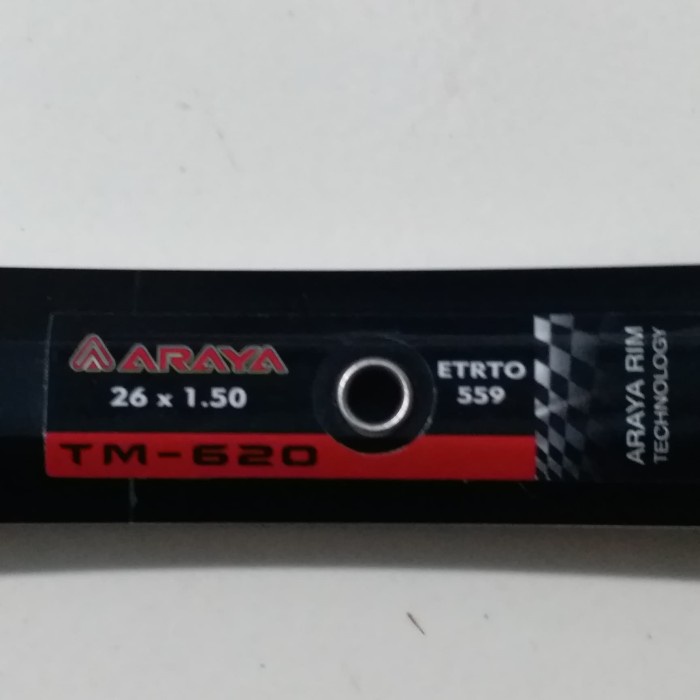 ARAYA
26 x 1.50
TM-620
ETRTO
559
ARAYA RIM
TECHNOLOGY